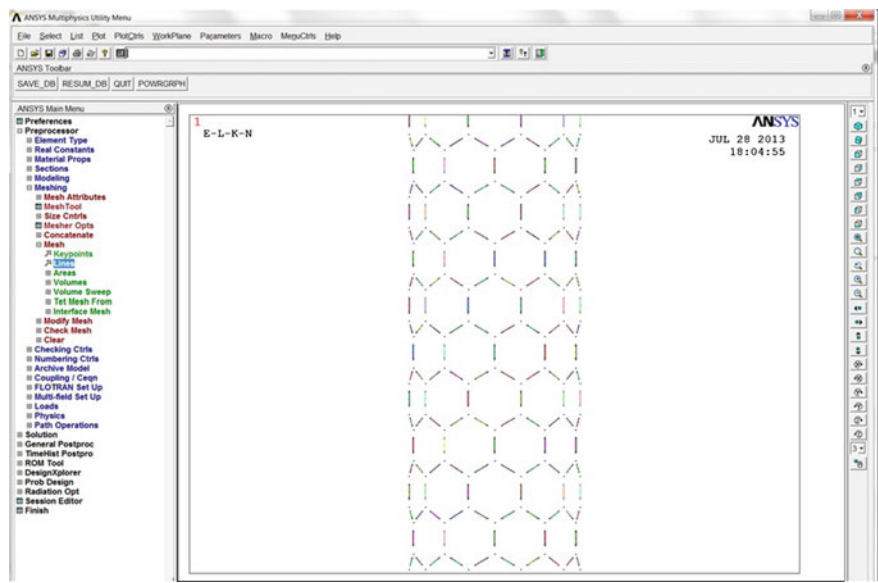 ANSYS Multiphysics Utility Menu
File Select List Plot PlotCtrls WorkPlane Parameters Macro MenuCtrls Help
ANSYS Toolbar
SAVE_DB RESUM_DB QUIT POWRGRPH
ANSYS Main Menu
Preferences
Preprocessor
Element Type
Real Constants
Material Props
Sections
Modeling
Meshing
Mesh Attributes
MeshTool
Size Cntrls
Mesher Opts
Concatenate
Mesh
Keypoints
Lines
Areas
Volumes
Volume Sweep
Tet Mesh From
Interface Mesh
Modify Mesh
Check Mesh
Clear
Checking Ctrls
Numbering Ctrls
Archive Model
Coupling / Ceqn
FLOTRAN Set Up
Multi-field Set Up
Loads
Physics
Path Operations
Solution
General Postproc
TimeHist Postpro
ROM Tool
DesignXplorer
Prob Design
Radiation Opt
Session Editor
Finish
1
E-L-K-N
ANSYS
JUL 28 2013
18:04:55
1
3